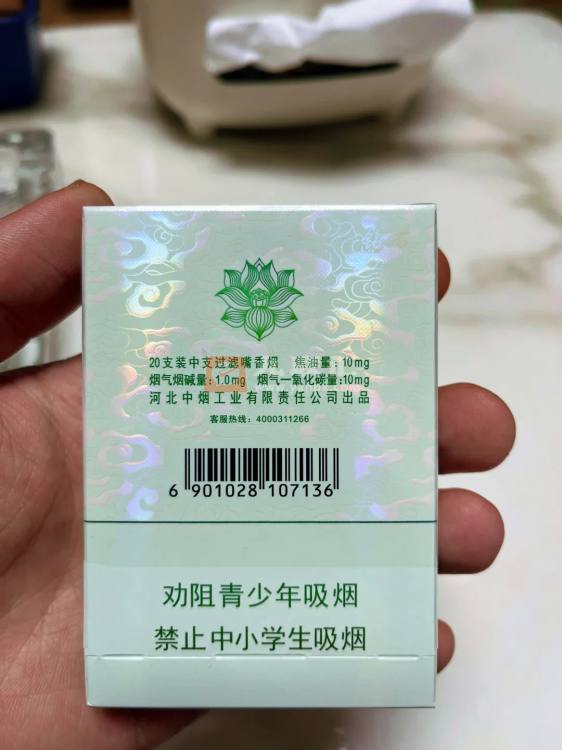 20支装中支过滤嘴香烟 焦油量：10mg
烟气烟碱量：1.0mg 烟气一氧化碳量：10mg
河北中烟工业有限责任公司出品
客服热线：4000311266
6 901028 107136
劝阻青少年吸烟
禁止中小学生吸烟